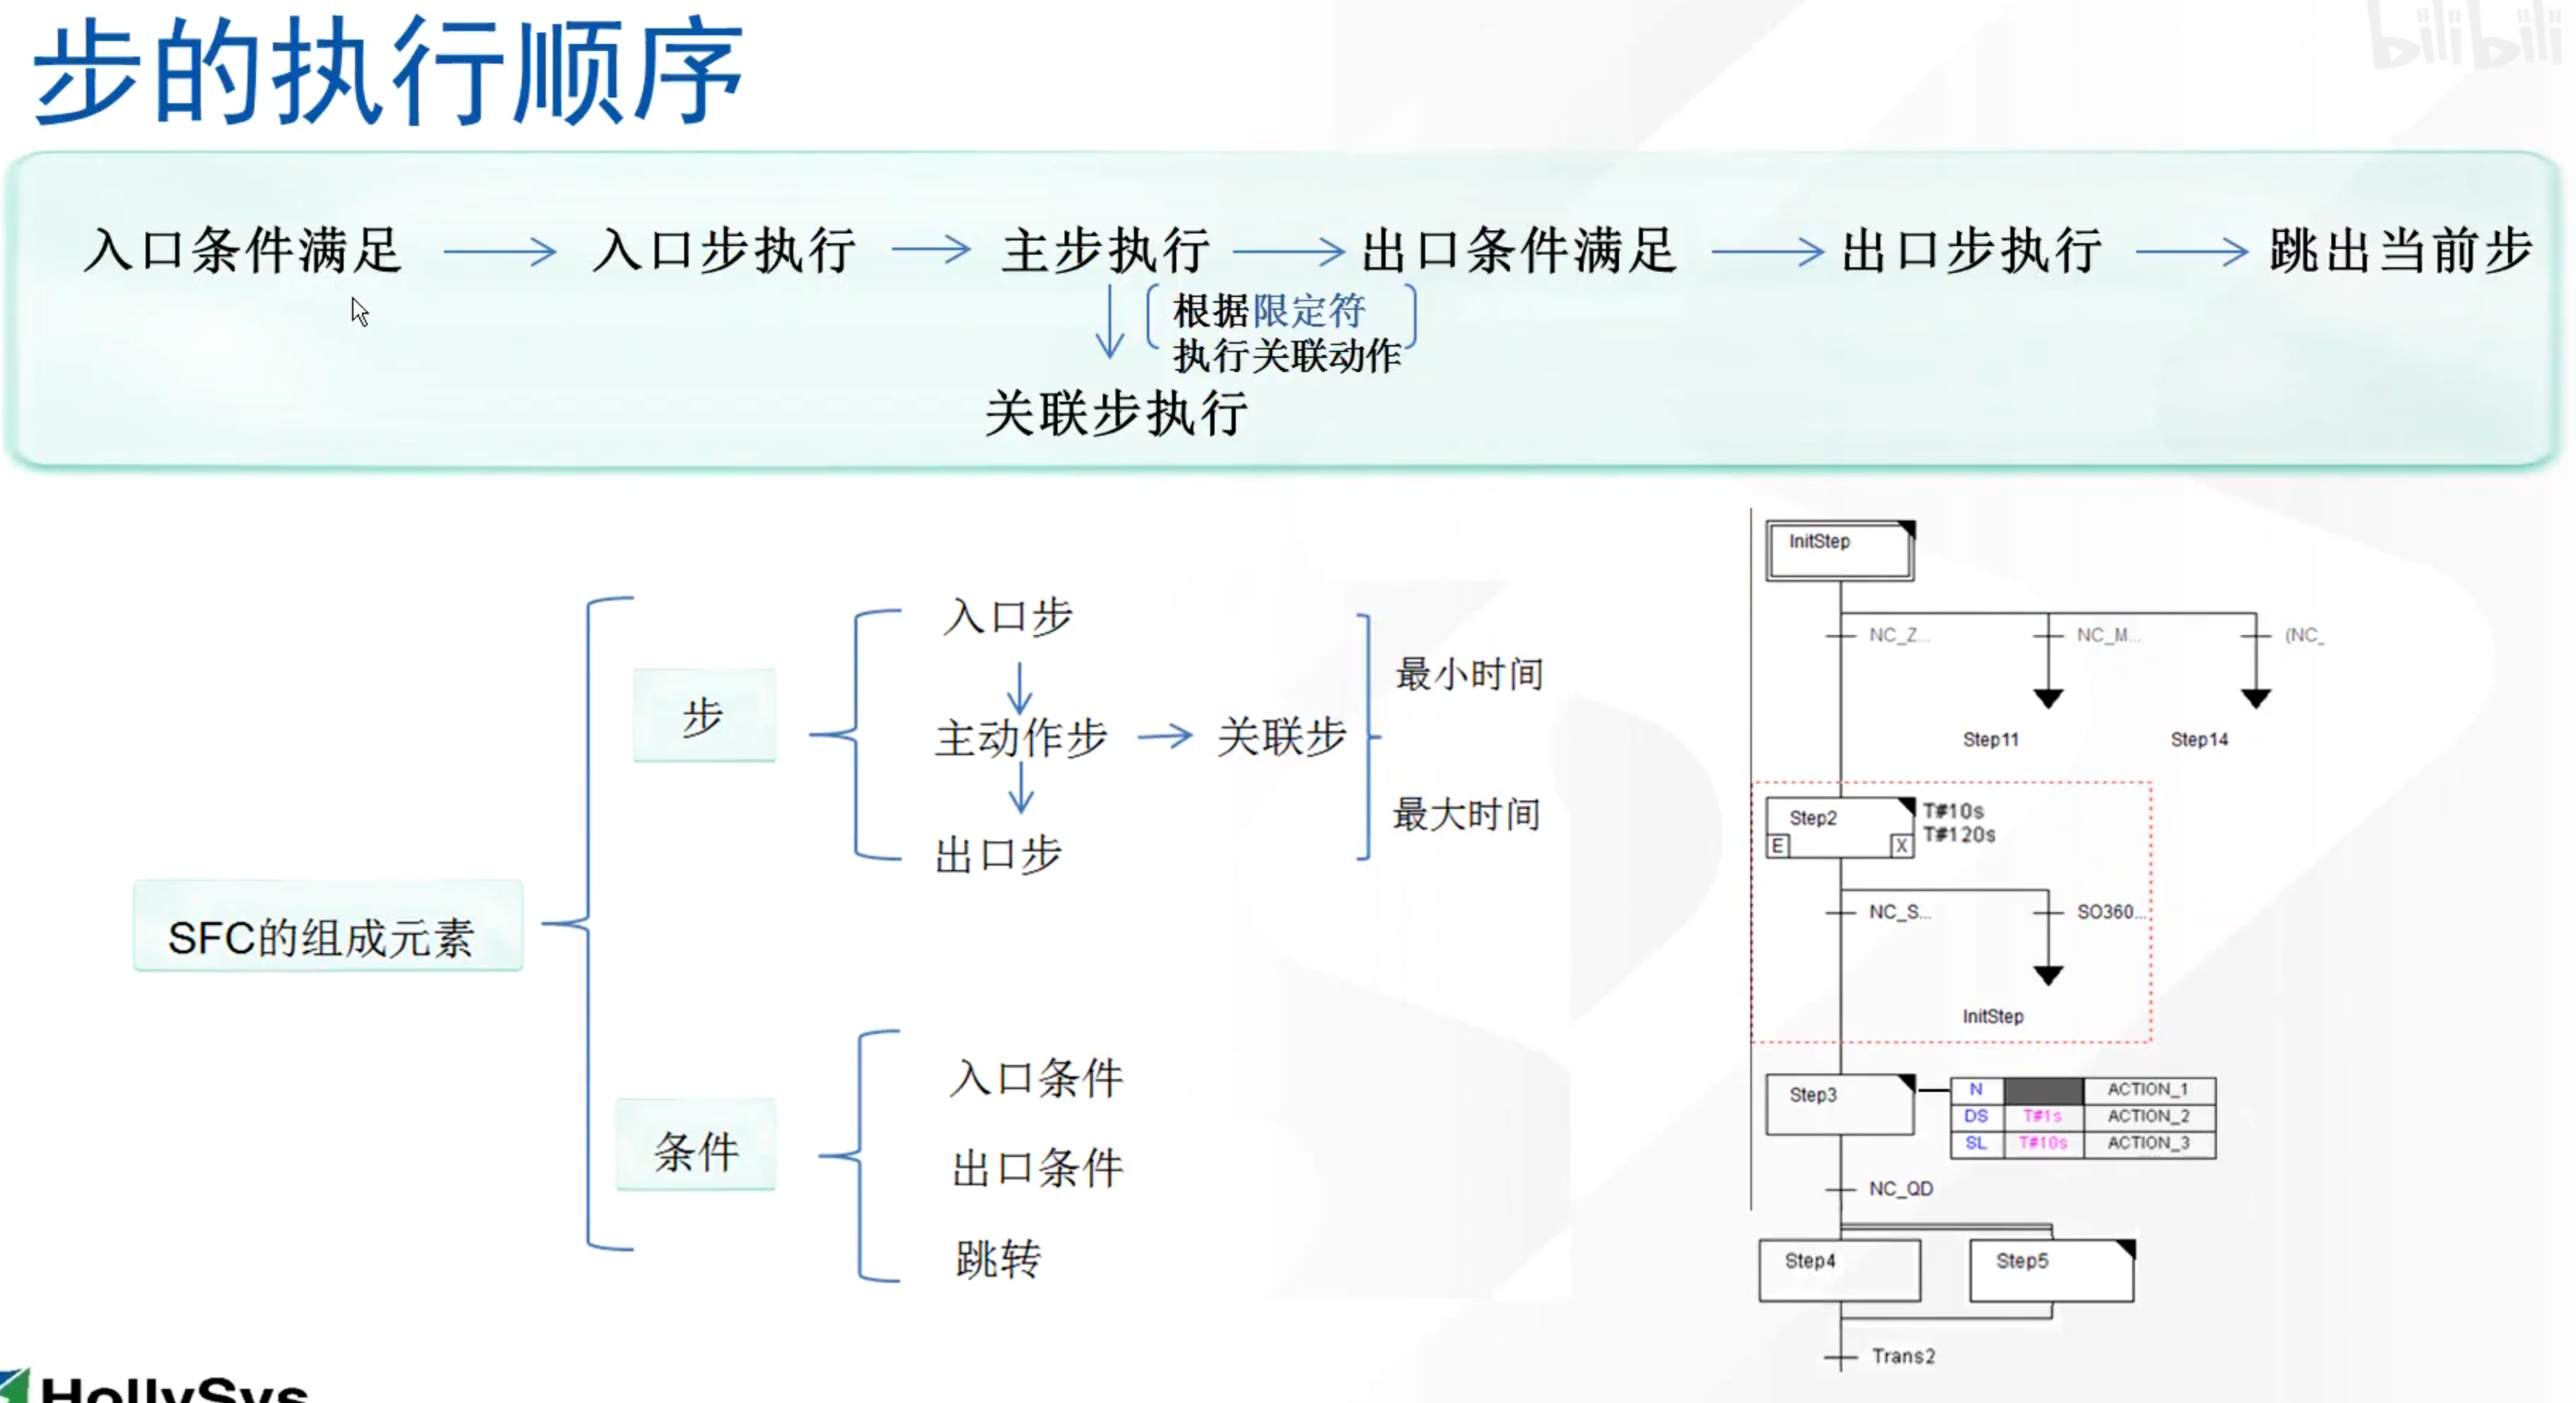 步的执行顺序
bilibili
入口条件满足
入口步执行
主步执行
出口条件满足
出口步执行
跳出当前步
根据限定符
执行关联动作
关联步执行
SFC的组成元素
步
入口步
主动作步
关联步
出口步
最小时间
最大时间
条件
入口条件
出口条件
跳转
InitStep
NC_Z...
NC_M...
(NC_
Step11
Step14
Step2
E
X
T#10s
T#120s
NC_S...
SO360...
InitStep
Step3
N
ACTION_1
DS
T#1s
ACTION_2
SL
T#10s
ACTION_3
NC_QD
Step4
Step5
Trans2
HollySys